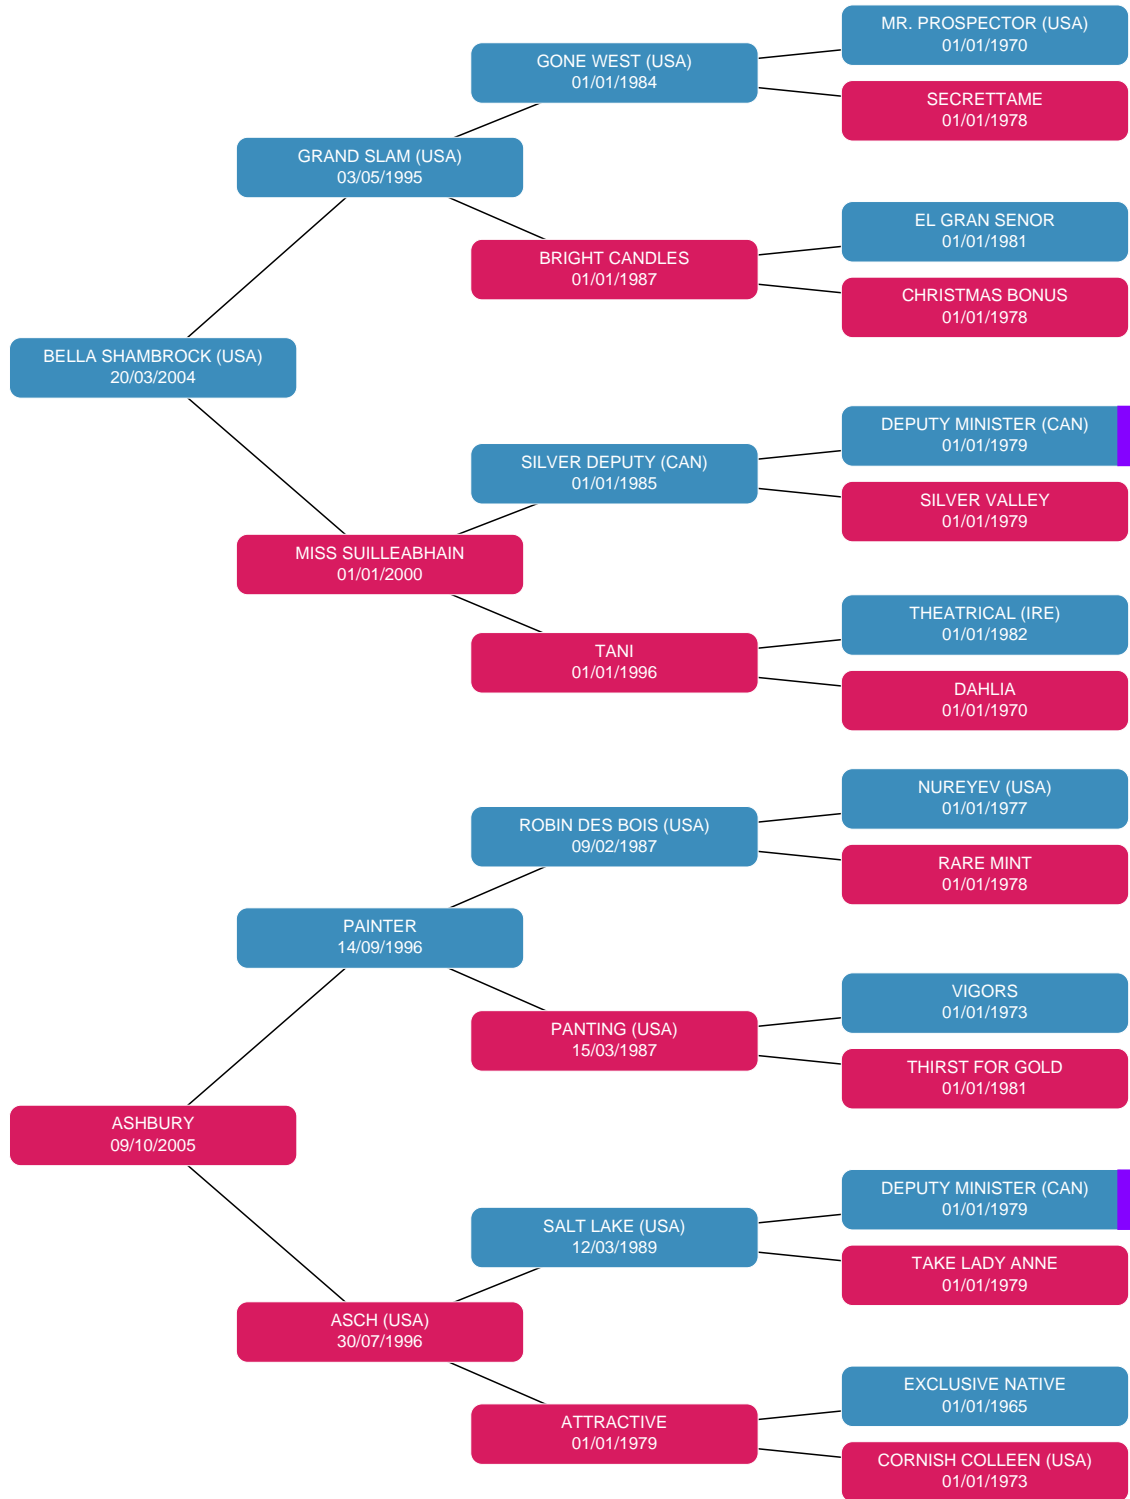 MR. PROSPECTOR (USA)
01/01/1970
GONE WEST (USA)
01/01/1984
SECRETTAME
01/01/1978
GRAND SLAM (USA)
03/05/1995
EL GRAN SENOR
01/01/1981
BRIGHT CANDLES
01/01/1987
CHRISTMAS BONUS
01/01/1978
BELLA SHAMBROCK (USA)
20/03/2004
DEPUTY MINISTER (CAN)
01/01/1979
SILVER DEPUTY (CAN)
01/01/1985
SILVER VALLEY
01/01/1979
MISS SUILLEABHAIN
01/01/2000
THEATRICAL (IRE)
01/01/1982
TANI
01/01/1996
DAHLIA
01/01/1970
NUREYEV (USA)
01/01/1977
ROBIN DES BOIS (USA)
09/02/1987
RARE MINT
01/01/1978
PAINTER
14/09/1996
VIGORS
01/01/1973
PANTING (USA)
15/03/1987
THIRST FOR GOLD
01/01/1981
ASHBURY
09/10/2005
DEPUTY MINISTER (CAN)
01/01/1979
SALT LAKE (USA)
12/03/1989
TAKE LADY ANNE
01/01/1979
ASCH (USA)
30/07/1996
EXCLUSIVE NATIVE
01/01/1965
ATTRACTIVE
01/01/1979
CORNISH COLLEEN (USA)
01/01/1973